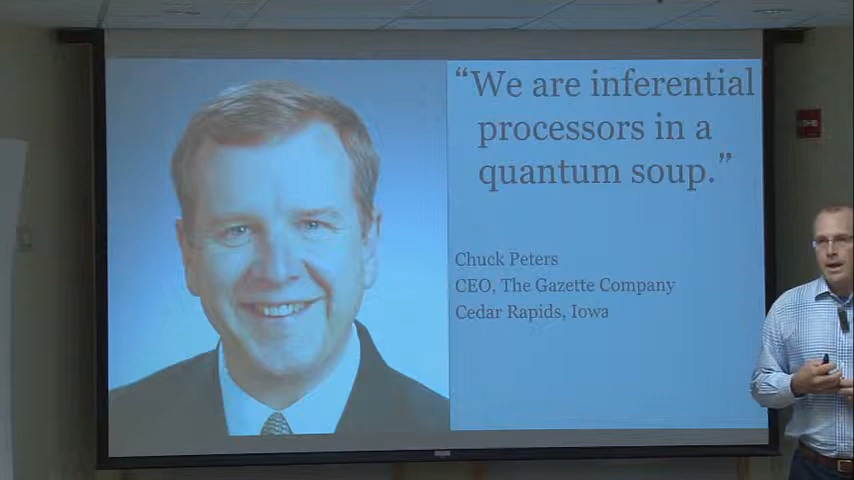 “We are inferential
processors in a
quantum soup.”
Chuck Peters
CEO, The Gazette Company
Cedar Rapids, Iowa